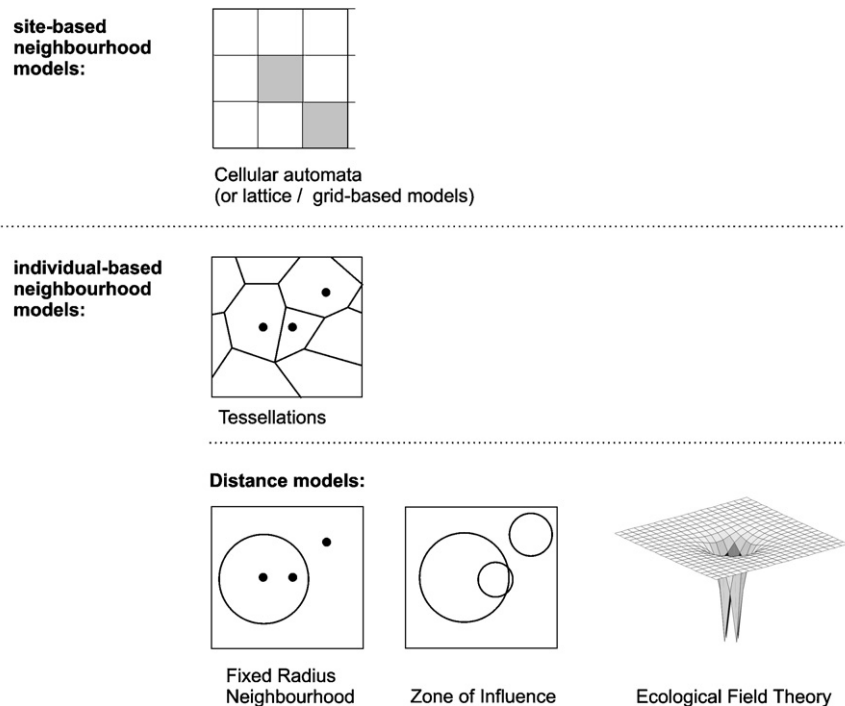 site-based
neighbourhood
models:
Cellular automata
(or lattice / grid-based models)
individual-based
neighbourhood
models:
Tessellations
Distance models:
Fixed Radius
Neighbourhood
Zone of Influence
Ecological Field Theory